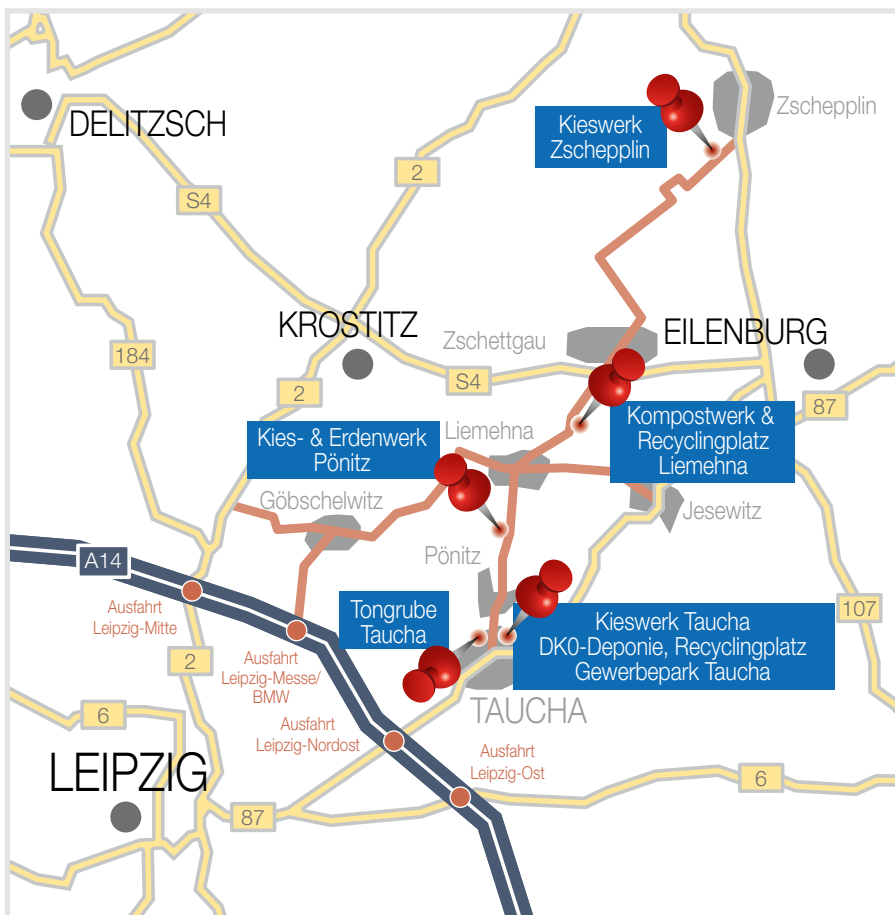 Zschepplin
Kieswerk
Zschepplin
DELITZSCH
2
S4
KROSTITZ
Zschettgau
EILENBURG
184
S4
2
87
Kies- & Erdenwerk
Pönitz
Liemehna
Kompostwerk &
Recyclingplatz
Liemehna
Göbschelwitz
Jesewitz
A14
Pönitz
Ausfahrt
Leipzig-Mitte
Tongrube
Taucha
Kieswerk Taucha
DK0-Deponie, Recyclingplatz
Gewerbepark Taucha
107
2
Ausfahrt
Leipzig-Messe/
BMW
TAUCHA
6
Ausfahrt
Leipzig-Nordost
Ausfahrt
Leipzig-Ost
LEIPZIG
6
87